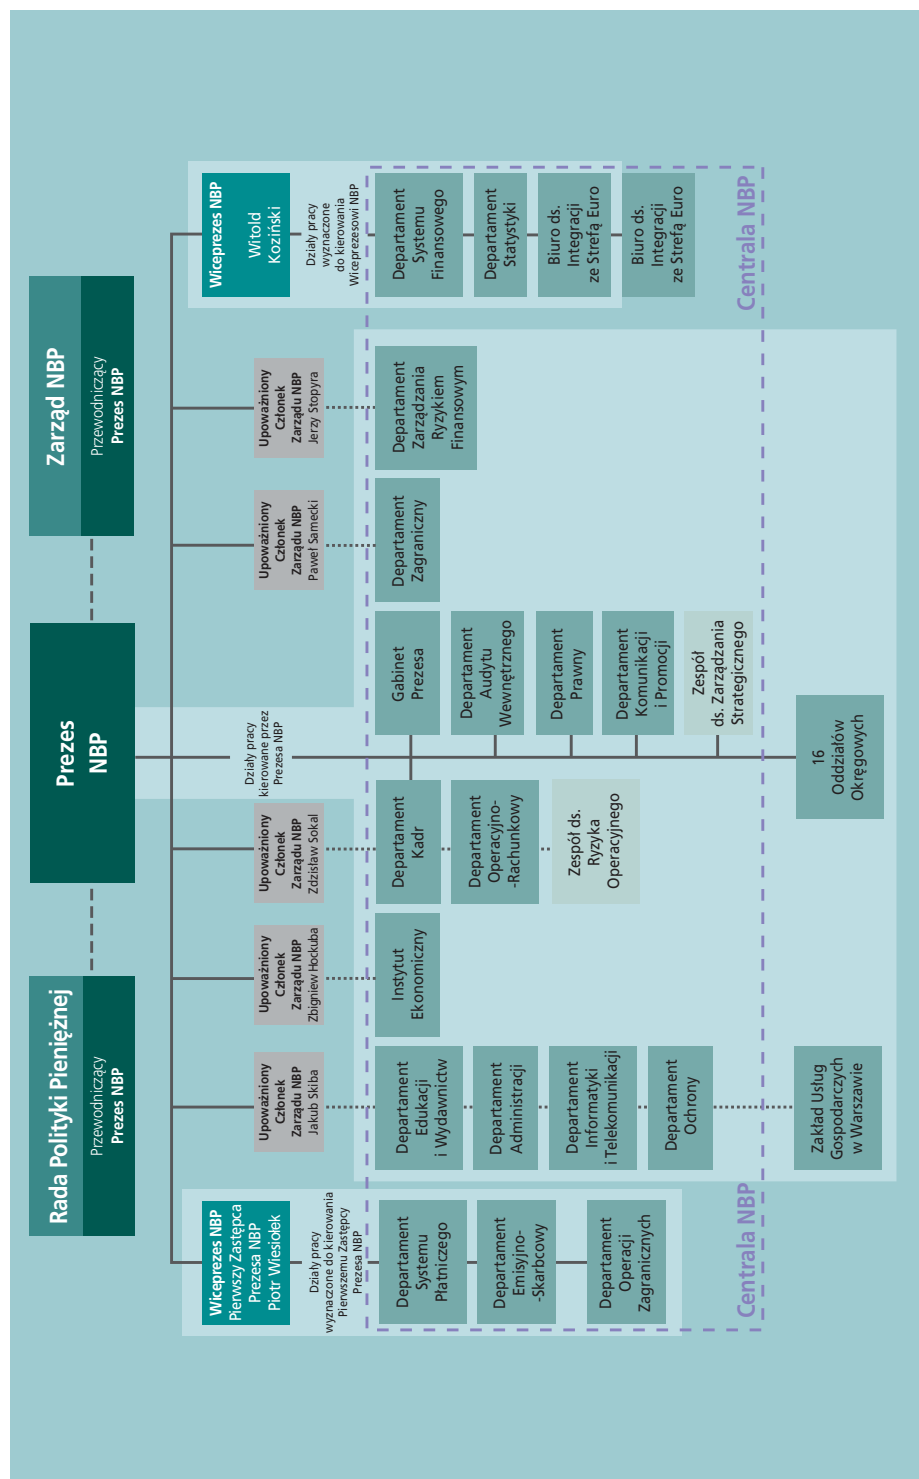 Rada Polityki Pieniężnej
Przewodniczący
Prezes NBP
Prezes
NBP
Zarząd NBP
Przewodniczący
Prezes NBP
Wiceprezes NBP
Pierwszy Zastępca
Prezesa NBP
Piotr Wiesiołek
Działy pracy
wyznaczone do kierowania
Pierwszemu Zastępcy
Prezesa NBP
Departament
Systemu
Płatniczego
Departament
Emisyjno-
-Skarbcowy
Departament
Operacji
Zagranicznych
Upoważniony
Członek
Zarządu NBP
Jakub Skiba
Departament
Edukacji
i Wydawnictw
Departament
Administracji
Departament
Informatyki
i Telekomunikacji
Departament
Ochrony
Zakład Usług
Gospodarczych
w Warszawie
Upoważniony
Członek
Zarządu NBP
Zbigniew Hockuba
Instytut
Ekonomiczny
Upoważniony
Członek
Zarządu NBP
Zdzisław Sokal
Departament
Kadr
Departament
Operacyjno-
-Rachunkowy
Zespół ds.
Ryzyka
Operacyjnego
Działy pracy
kierowane przez
Prezesa NBP
Gabinet
Prezesa
Departament
Audytu
Wewnętrznego
Departament
Prawny
Departament
Komunikacji
i Promocji
Zespół
ds. Zarządzania
Strategicznego
16
Oddziałów
Okręgowych
Upoważniony
Członek
Zarządu NBP
Paweł Samecki
Departament
Zagraniczny
Upoważniony
Członek
Zarządu NBP
Jerzy Stopyra
Departament
Zarządzania
Ryzykiem
Finansowym
Wiceprezes NBP
Witold
Koziński
Działy pracy
wyznaczone
do kierowania
Wiceprezesowi NBP
Departament
Systemu
Finansowego
Departament
Statystyki
Biuro ds.
Integracji
ze Strefą Euro
Biuro ds.
Integracji
ze Strefą Euro
Centrala NBP
Centrala NBP